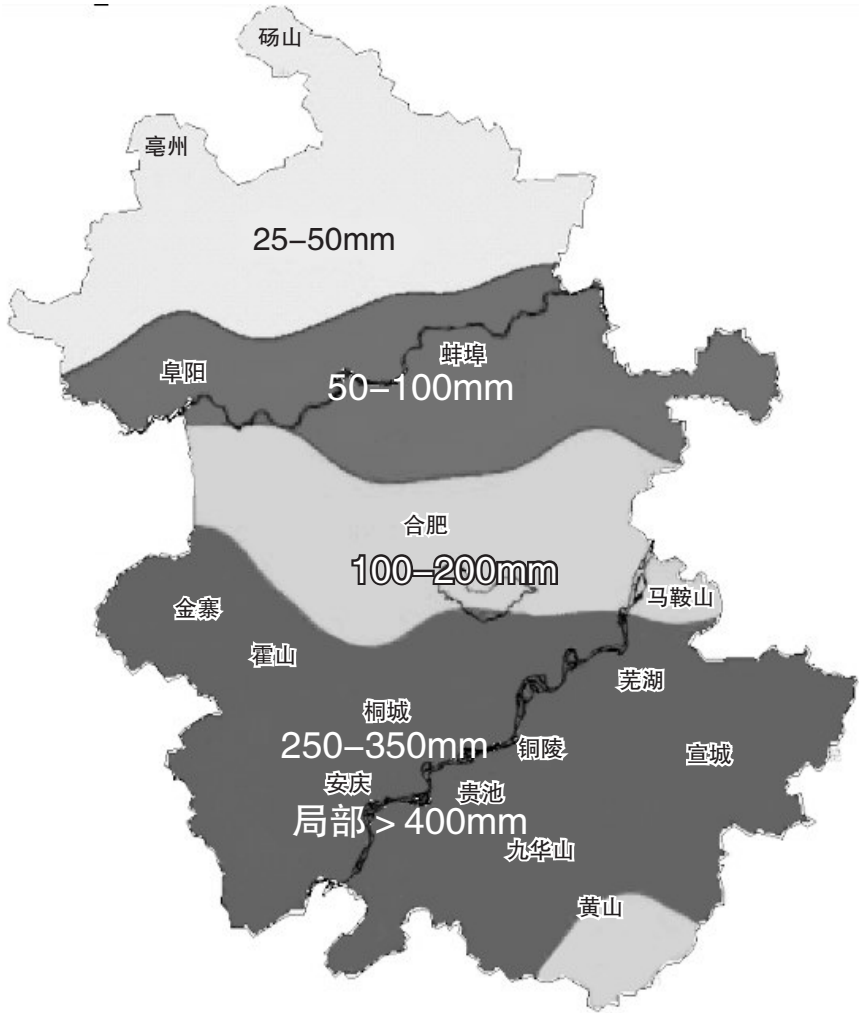 砀山
亳州
25-50mm
蚌埠
阜阳
50-100mm
合肥
100-200mm
马鞍山
金寨
霍山
芜湖
桐城
250-350mm
铜陵
宣城
安庆
贵池
局部 > 400mm
九华山
黄山